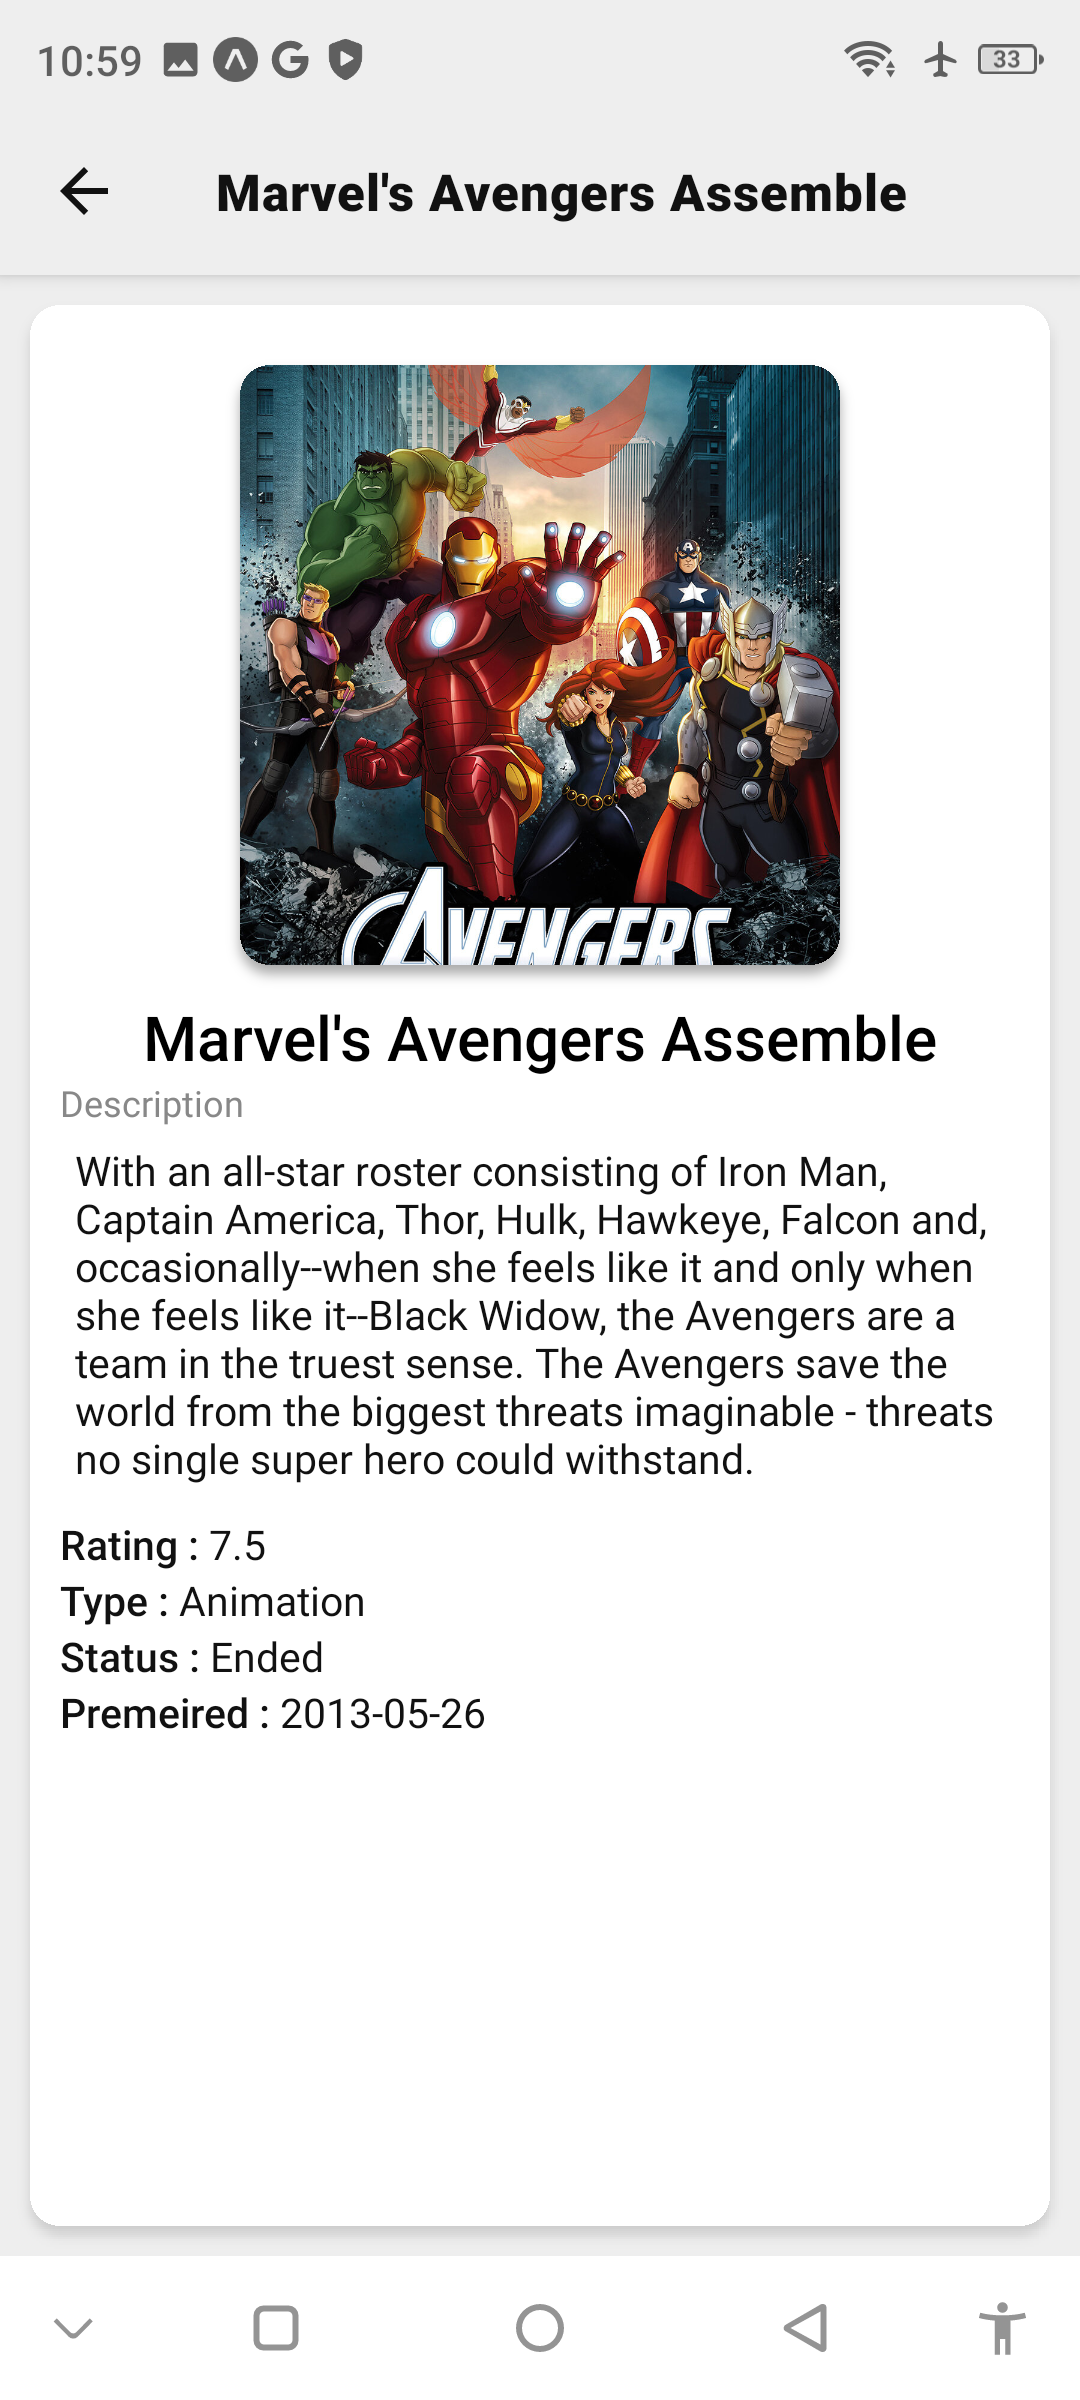 10:59
33
Marvel's Avengers Assemble
AVENGERS
Marvel's Avengers Assemble
Description
With an all-star roster consisting of Iron Man,
Captain America, Thor, Hulk, Hawkeye, Falcon and,
occasionally--when she feels like it and only when
she feels like it--Black Widow, the Avengers are a
team in the truest sense. The Avengers save the
world from the biggest threats imaginable - threats
no single super hero could withstand.
Rating : 7.5
Type : Animation
Status : Ended
Premeired : 2013-05-26